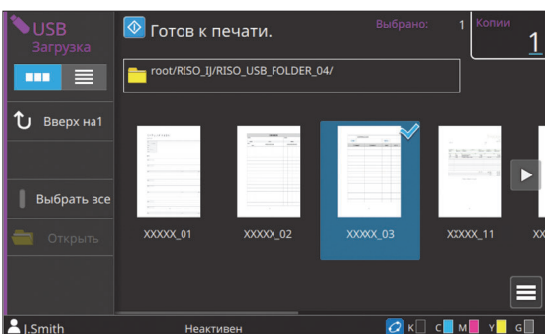 USB
Загрузка
Готов к печати.
Выбрано: 1
Копии
1
root/RISO_IJ/RISO_USB_FOLDER_04/
Вверх на1
Выбрать все
Открыть
XXXXX_01
XXXXX_02
XXXXX_03
XXXXX_11
XX
J.Smith
Неактивен
K
C
M
Y
G